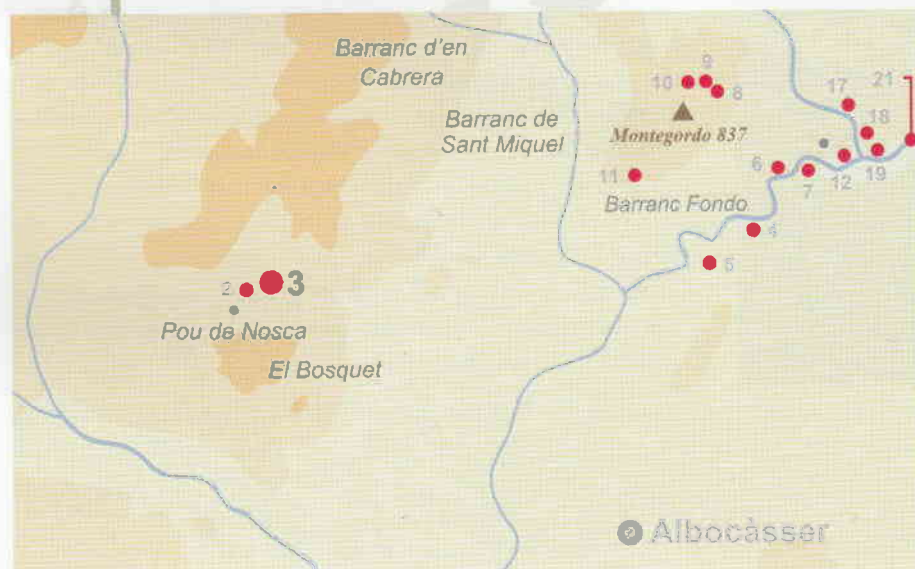 Barranc d'en
Cabrera
Barranc de
Sant Miquel
9
10
8
Montegordo 837
17
21
18
11
6
7
12
19
Barranc Fondo
4
5
2
3
Pou de Nosca
El Bosquet
Albocàsser